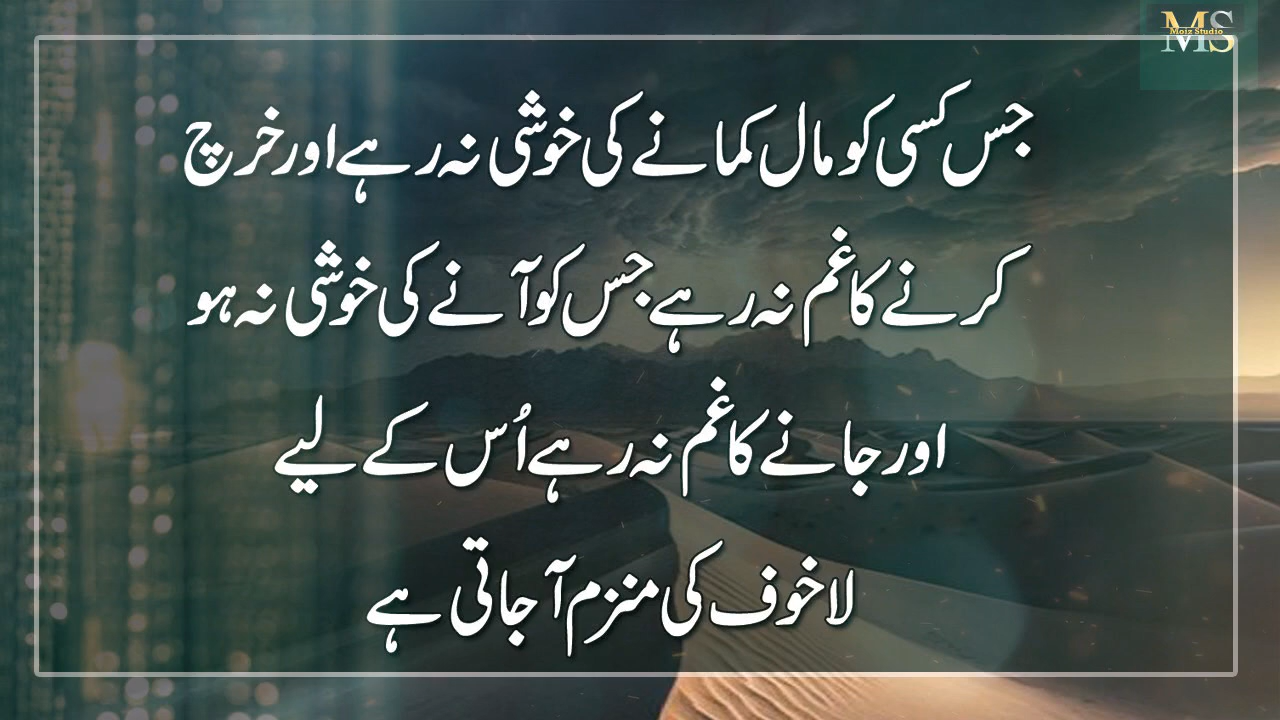 MS
Moiz Studio
جس کسی کو مال کمانے کی خوشی نہ رہے اور خرچ
کرنے کا غم نہ رہے جس کو آنے کی خوشی نہ ہو
اور جانے کا غم نہ رہے اُس کے لیے
لاخوف کی منزم آجاتی ہے